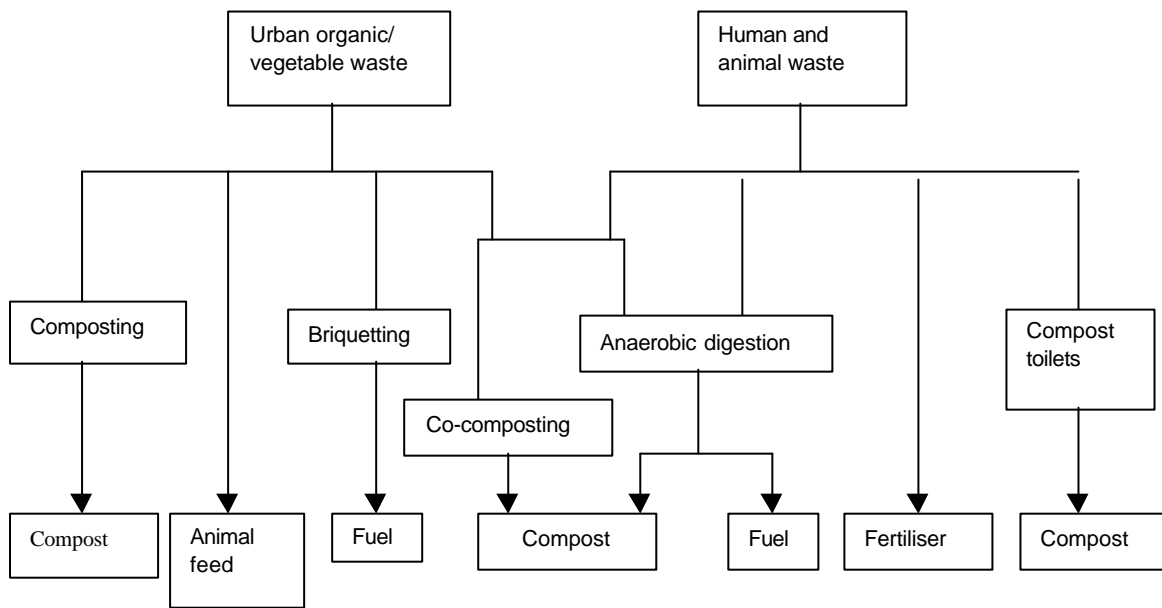 Urban organic/
vegetable waste
Human and
animal waste
Composting
Briquetting
Anaerobic digestion
Compost
toilets
Co-composting
Compost
Animal
feed
Fuel
Compost
Fuel
Fertiliser
Compost